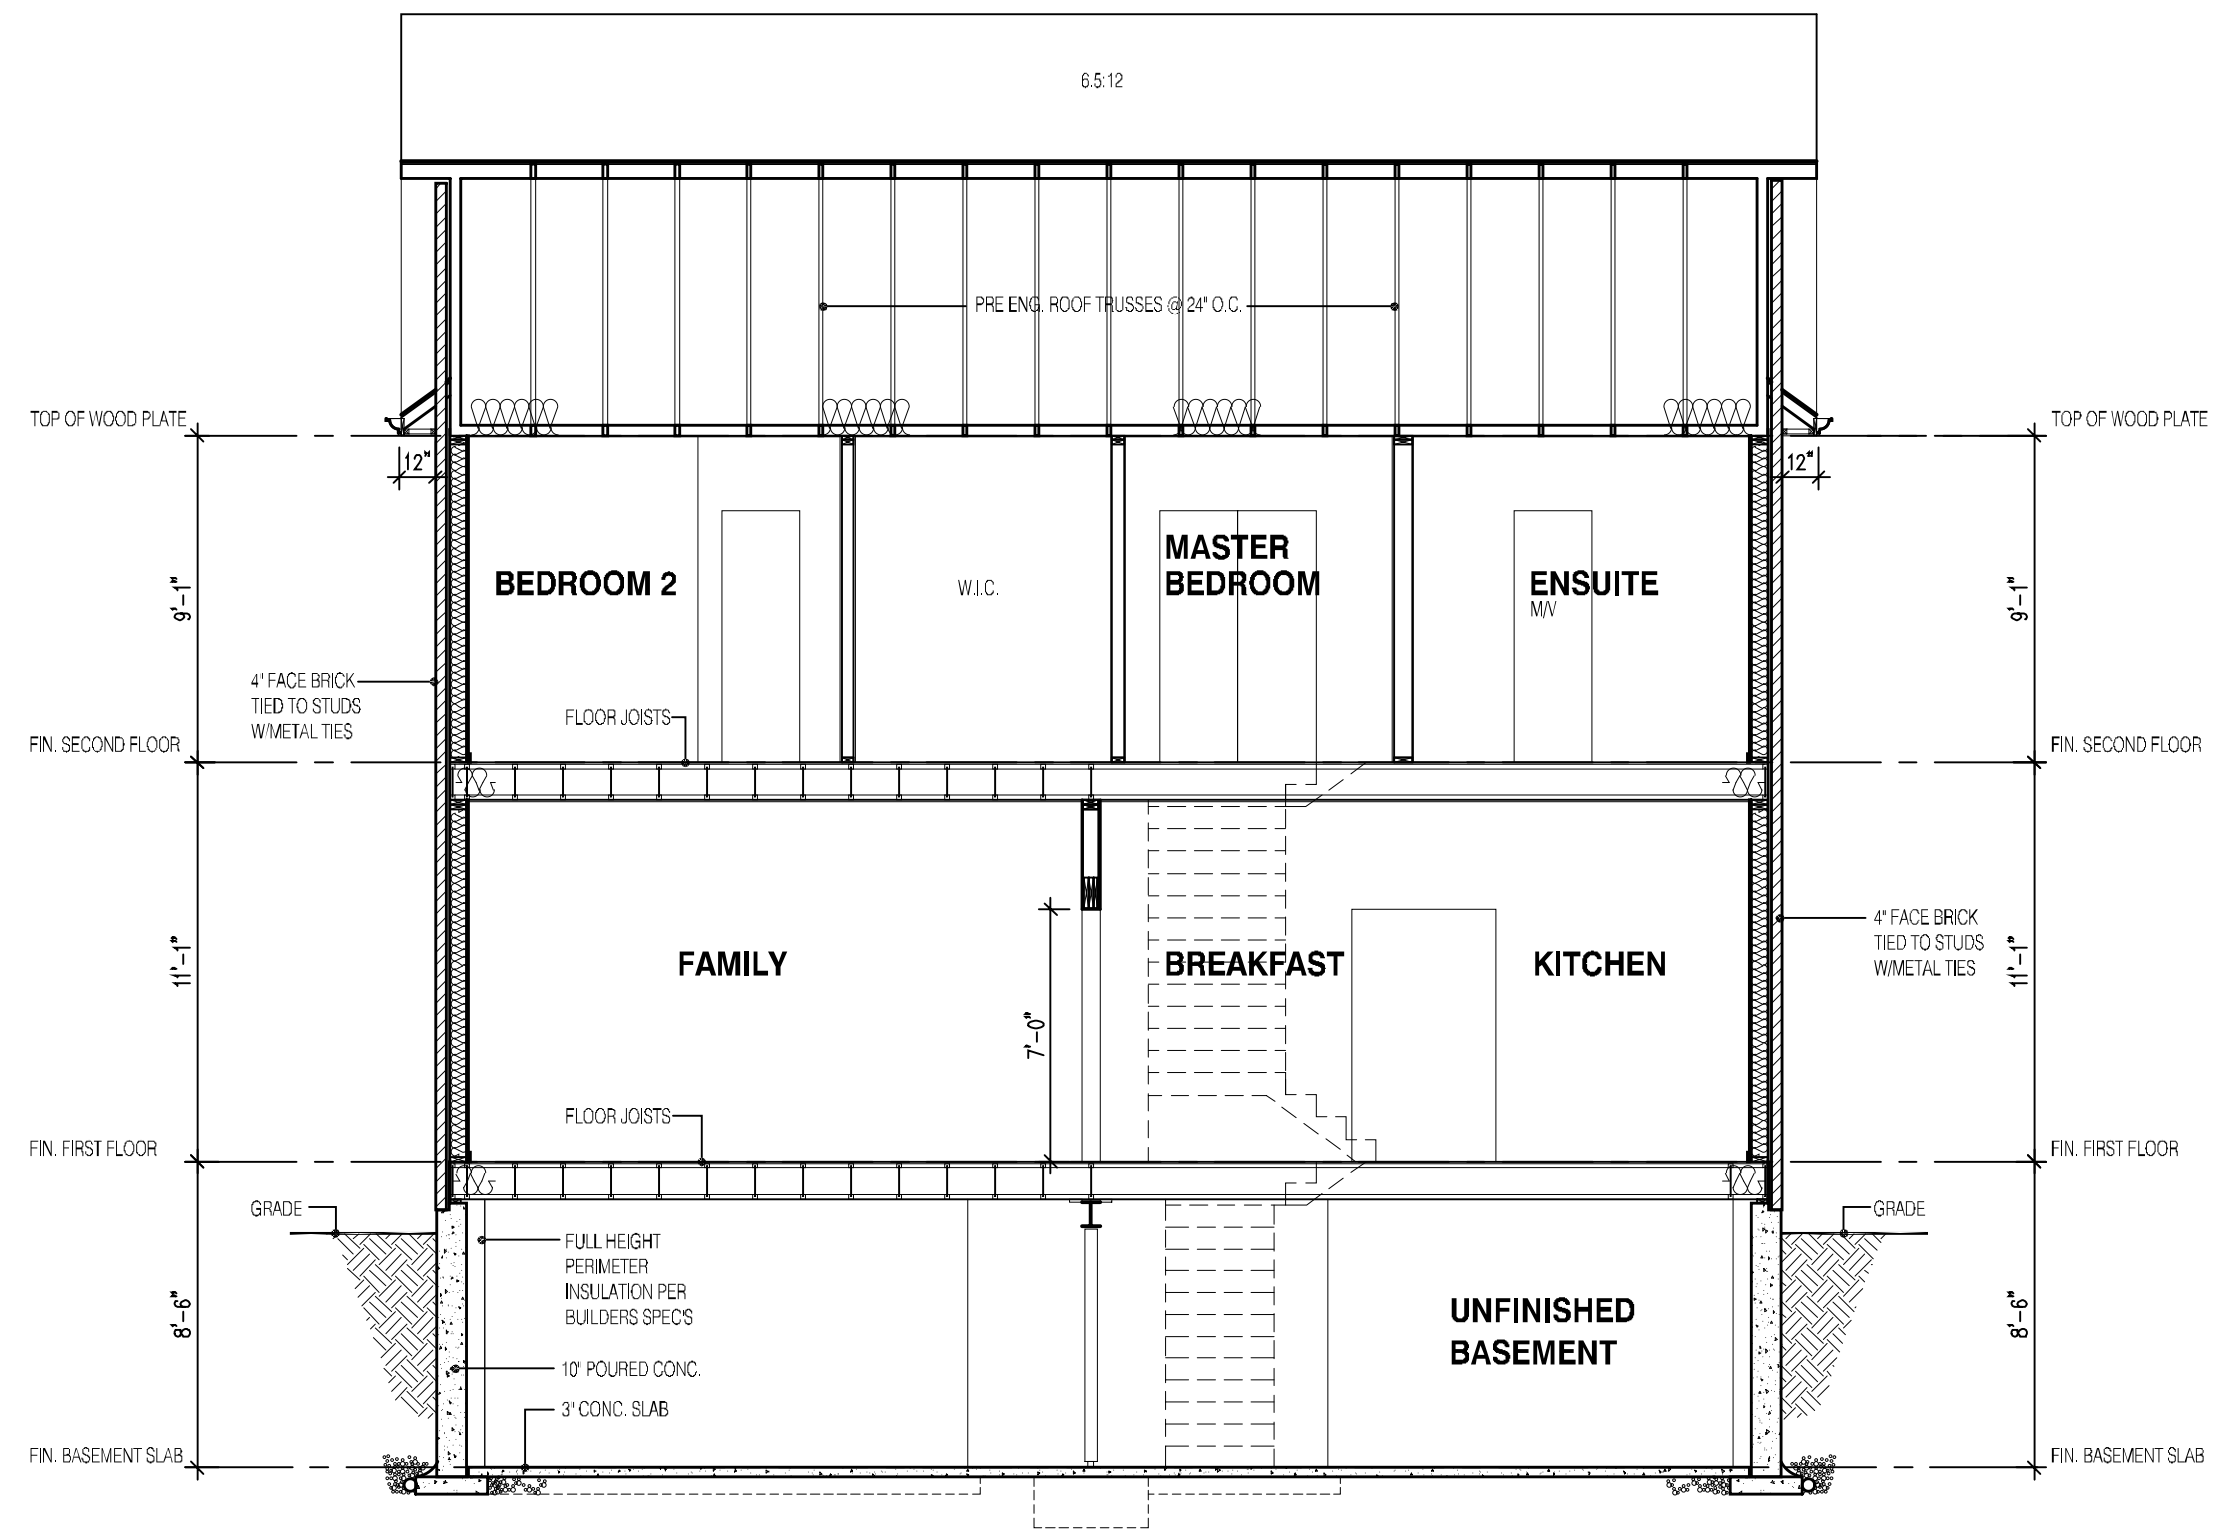 6.5:12
PRE ENG. ROOF TRUSSES @ 24" O.C.
TOP OF WOOD PLATE
TOP OF WOOD PLATE
12"
12"
MASTER
BEDROOM
BEDROOM 2
W.I.C.
ENSUITE
M/V
9'-1"
9'-1"
4" FACE BRICK
TIED TO STUDS
W/METAL TIES
FLOOR JOISTS
FIN. SECOND FLOOR
FIN. SECOND FLOOR
4" FACE BRICK
TIED TO STUDS
W/METAL TIES
11'-1"
FAMILY
BREAKFAST
KITCHEN
11'-1"
7'-0"
FLOOR JOISTS
FIN. FIRST FLOOR
FIN. FIRST FLOOR
GRADE
GRADE
FULL HEIGHT
PERIMETER
INSULATION PER
BUILDERS SPEC'S
8'-6"
8'-6"
UNFINISHED
BASEMENT
10" POURED CONC.
3" CONC. SLAB
FIN. BASEMENT SLAB
FIN. BASEMENT SLAB